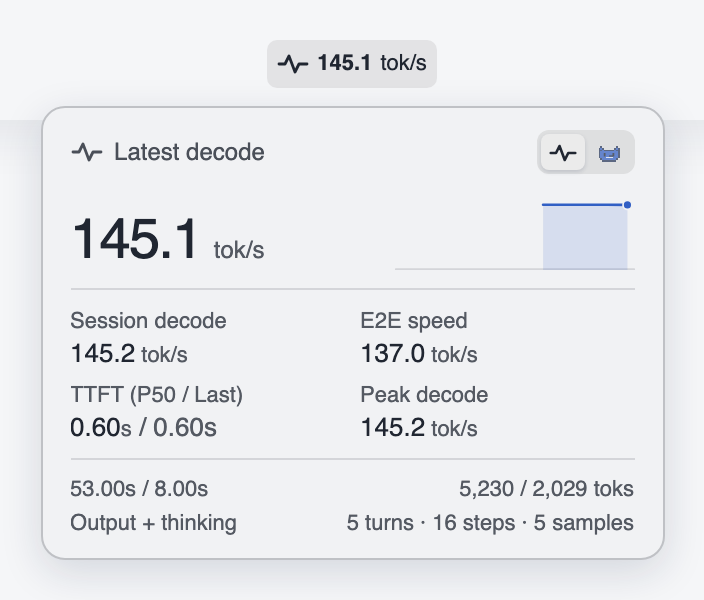 145.1 tok/s
Latest decode
145.1 tok/s
Session decode
145.2 tok/s
E2E speed
137.0 tok/s
TTFT (P50 / Last)
0.60s / 0.60s
Peak decode
145.2 tok/s
53.00s / 8.00s
5,230 / 2,029 toks
Output + thinking
5 turns · 16 steps · 5 samples